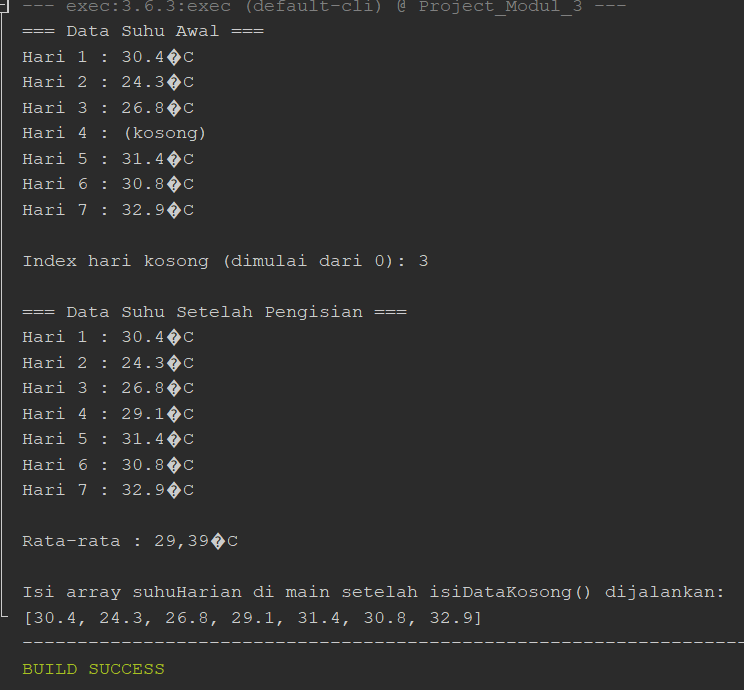 --- exec:3.6.3:exec (default-cli) @ Project_Modul_3 ---
=== Data Suhu Awal ===
Hari 1 : 30.4�C
Hari 2 : 24.3�C
Hari 3 : 26.8�C
Hari 4 : (kosong)
Hari 5 : 31.4�C
Hari 6 : 30.8�C
Hari 7 : 32.9�C
Index hari kosong (dimulai dari 0): 3
=== Data Suhu Setelah Pengisian ===
Hari 1 : 30.4�C
Hari 2 : 24.3�C
Hari 3 : 26.8�C
Hari 4 : 29.1�C
Hari 5 : 31.4�C
Hari 6 : 30.8�C
Hari 7 : 32.9�C
Rata-rata : 29,39�C
Isi array suhuHarian di main setelah isiDataKosong() dijalankan:
[30.4, 24.3, 26.8, 29.1, 31.4, 30.8, 32.9]
------------------------------------------------------------------
BUILD SUCCESS